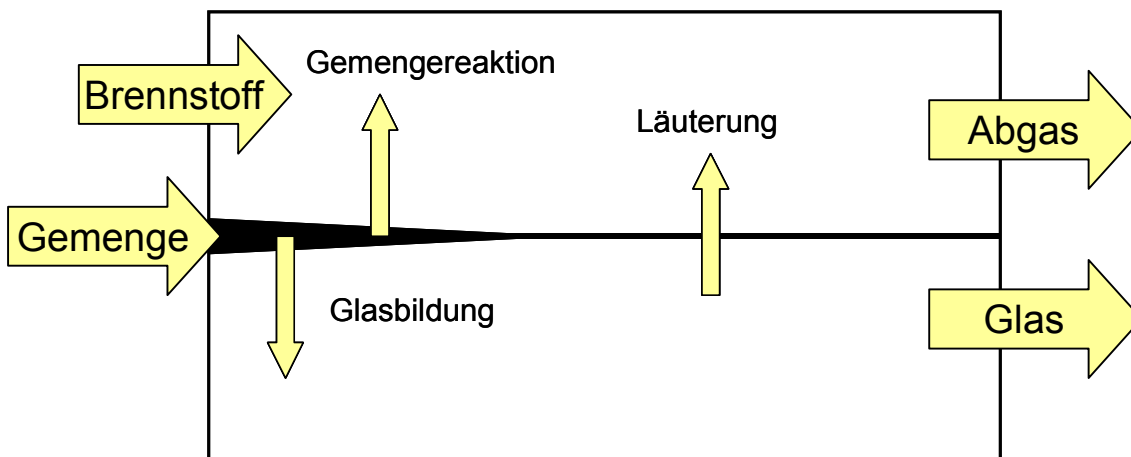 Gemengereaktion
Brennstoff
Läuterung
Abgas
Gemenge
Glasbildung
Glas